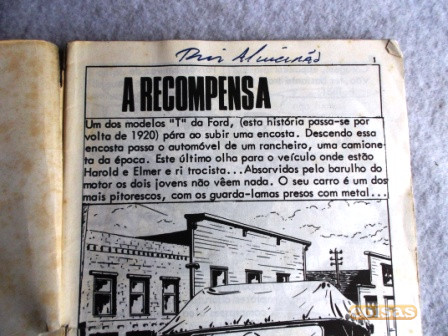 Rui Almeirão
1
A RECOMPENSA
Um dos modelos "T" da Ford, (esta história passa-se por
volta de 1920) pára ao subir uma encosta. Descendo essa
encosta passa o automóvel de um rancheiro, uma camione-
ta da época. Este último olha para o veículo onde estão
Harold e Elmer e ri trocista...Absorvidos pelo barulho do
motor os dois jovens não vêem nada. O seu carro é um dos
mais pitorescos, com os guarda-lamas presos com metal...
coisas